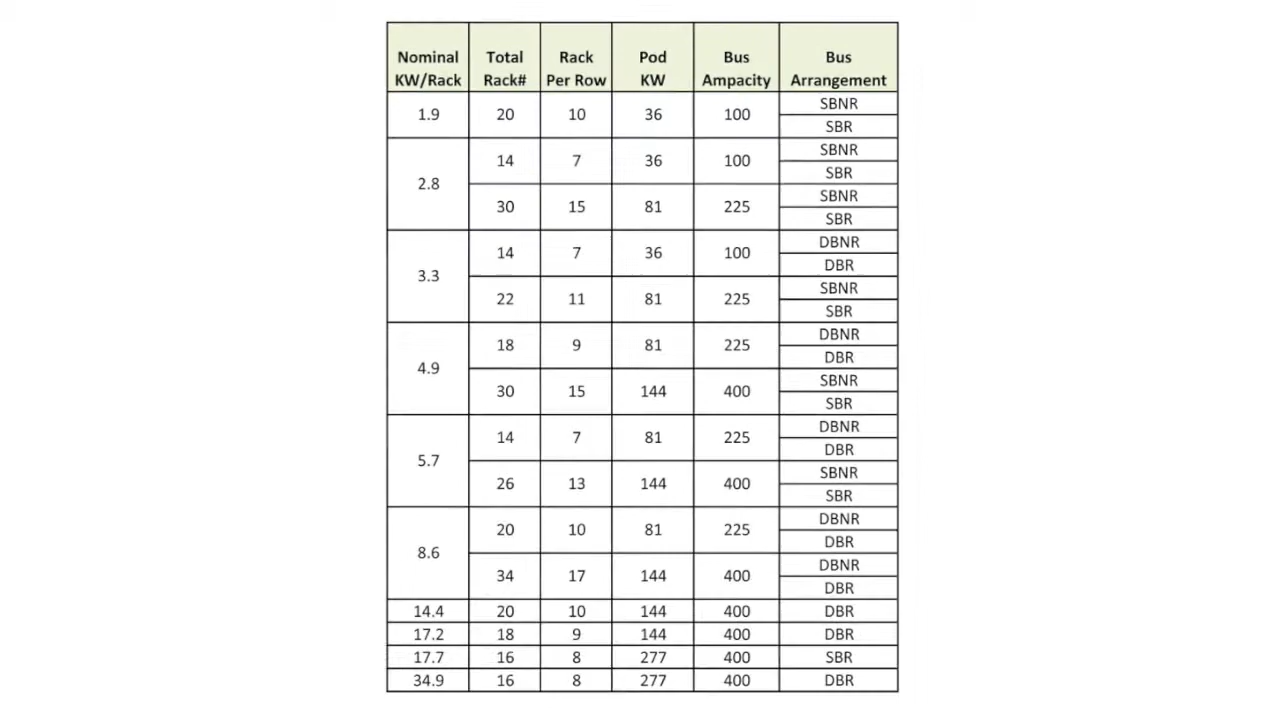 Nominal KW/Rack Total Rack# Rack Per Row Pod KW Bus Ampacity Bus Arrangement
1.9 20 10 36 100 SBNR
SBR
2.8 14 7 36 100 SBNR
SBR
30 15 81 225 SBNR
SBR
3.3 14 7 36 100 DBNR
DBR
22 11 81 225 SBNR
SBR
4.9 18 9 81 225 DBNR
DBR
30 15 144 400 SBNR
SBR
5.7 14 7 81 225 DBNR
DBR
26 13 144 400 SBNR
SBR
8.6 20 10 81 225 DBNR
DBR
34 17 144 400 DBNR
DBR
14.4 20 10 144 400 DBR
17.2 18 9 144 400 DBR
17.7 16 8 277 400 SBR
34.9 16 8 277 400 DBR